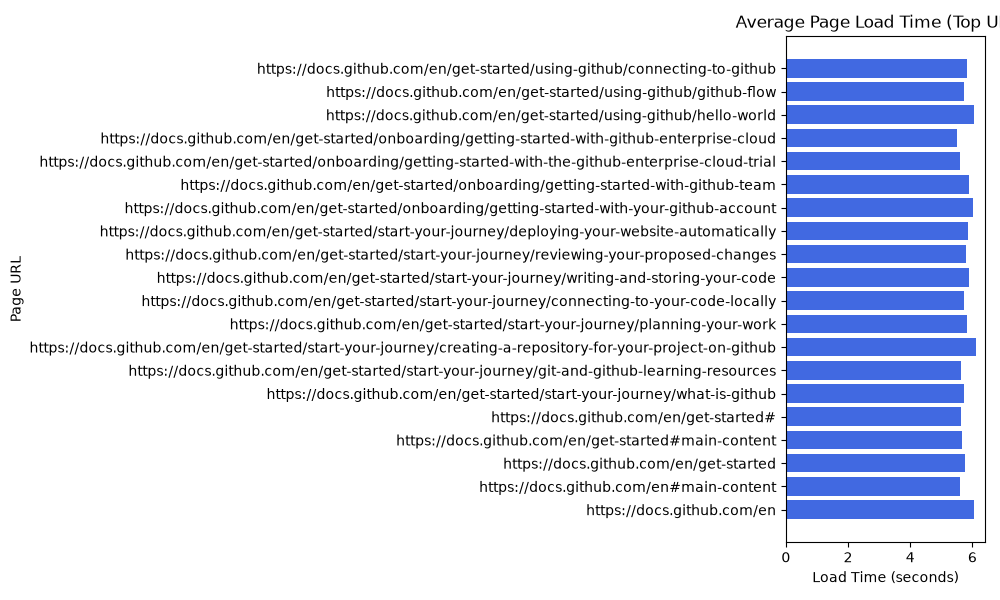 Average Page Load Time (Top U
https://docs.github.com/en/get-started/using-github/connecting-to-github
https://docs.github.com/en/get-started/using-github/github-flow
https://docs.github.com/en/get-started/using-github/hello-world
https://docs.github.com/en/get-started/onboarding/getting-started-with-github-enterprise-cloud
https://docs.github.com/en/get-started/onboarding/getting-started-with-the-github-enterprise-cloud-trial
https://docs.github.com/en/get-started/onboarding/getting-started-with-github-team
https://docs.github.com/en/get-started/onboarding/getting-started-with-your-github-account
https://docs.github.com/en/get-started/start-your-journey/deploying-your-website-automatically
https://docs.github.com/en/get-started/start-your-journey/reviewing-your-proposed-changes
https://docs.github.com/en/get-started/start-your-journey/writing-and-storing-your-code
https://docs.github.com/en/get-started/start-your-journey/connecting-to-your-code-locally
https://docs.github.com/en/get-started/start-your-journey/planning-your-work
https://docs.github.com/en/get-started/start-your-journey/creating-a-repository-for-your-project-on-github
https://docs.github.com/en/get-started/start-your-journey/git-and-github-learning-resources
https://docs.github.com/en/get-started/start-your-journey/what-is-github
https://docs.github.com/en/get-started#
https://docs.github.com/en/get-started#main-content
https://docs.github.com/en/get-started
https://docs.github.com/en#main-content
https://docs.github.com/en
Page URL
0 2 4 6
Load Time (seconds)